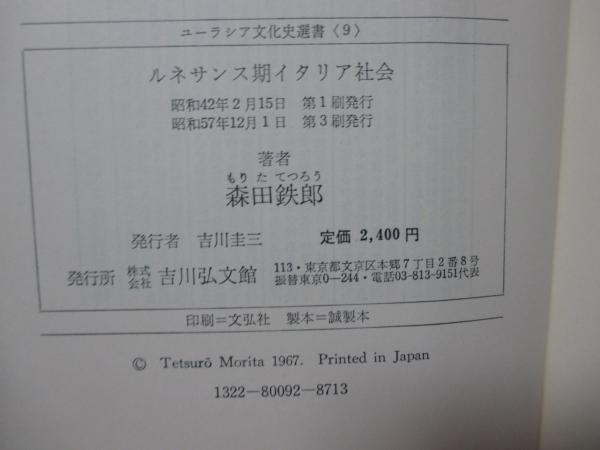 ユーラシア文化史選書〈9〉
ルネサンス期イタリア社会
昭和42年2月15日　第1刷発行
昭和57年12月1日　第3刷発行
著者
もりたてつろう
森田鉄郎
発行者　吉川圭三　定価 2,400円
発行所　株式会社　吉川弘文館　113・東京都文京区本郷7丁目2番8号
振替東京0―244・電話03-813-9151代表
印刷＝文弘社　製本＝誠製本
© Tetsurō Morita 1967. Printed in Japan
1322―80092―8713